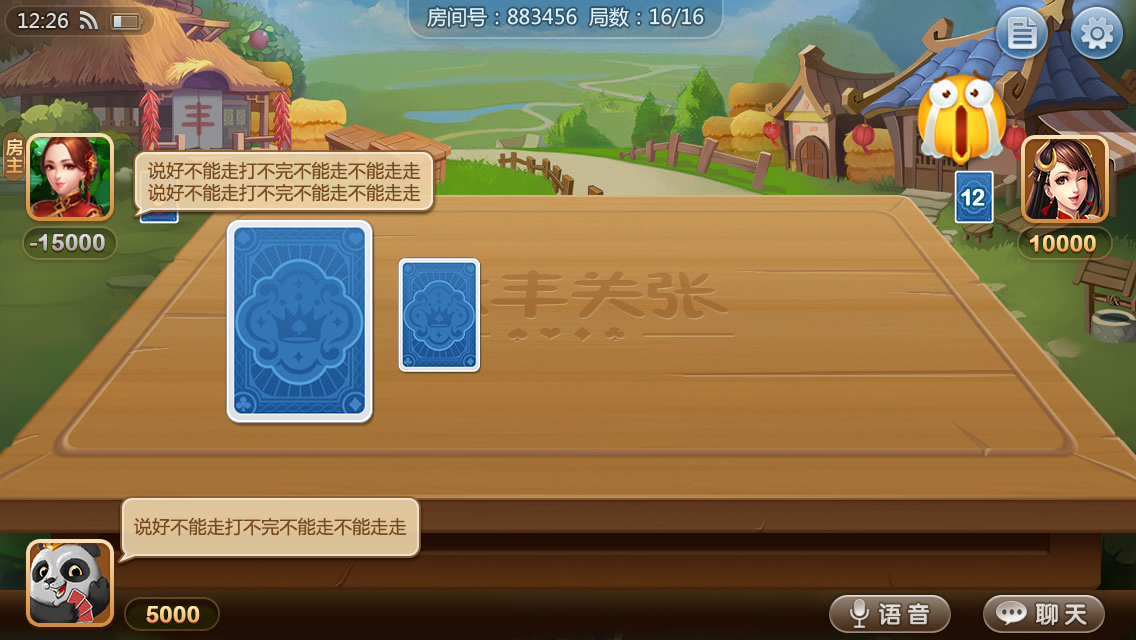 12:26
房间号：883456 局数：16/16
丰
房主
说好不能走打不完不能走不能走走
说好不能走打不完不能走不能走走
12
-15000
10000
丰关张
说好不能走打不完不能走不能走走
5000
语音
聊天